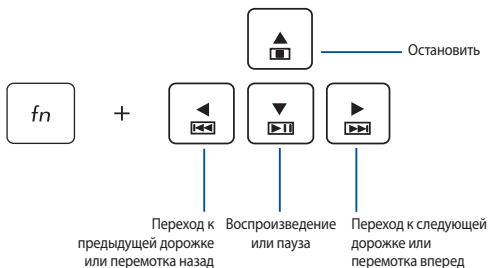 Остановить
fn
+
Переход к
предыдущей дорожке
или перемотка назад
Воспроизведение
или пауза
Переход к следующей
дорожке или
перемотка вперед